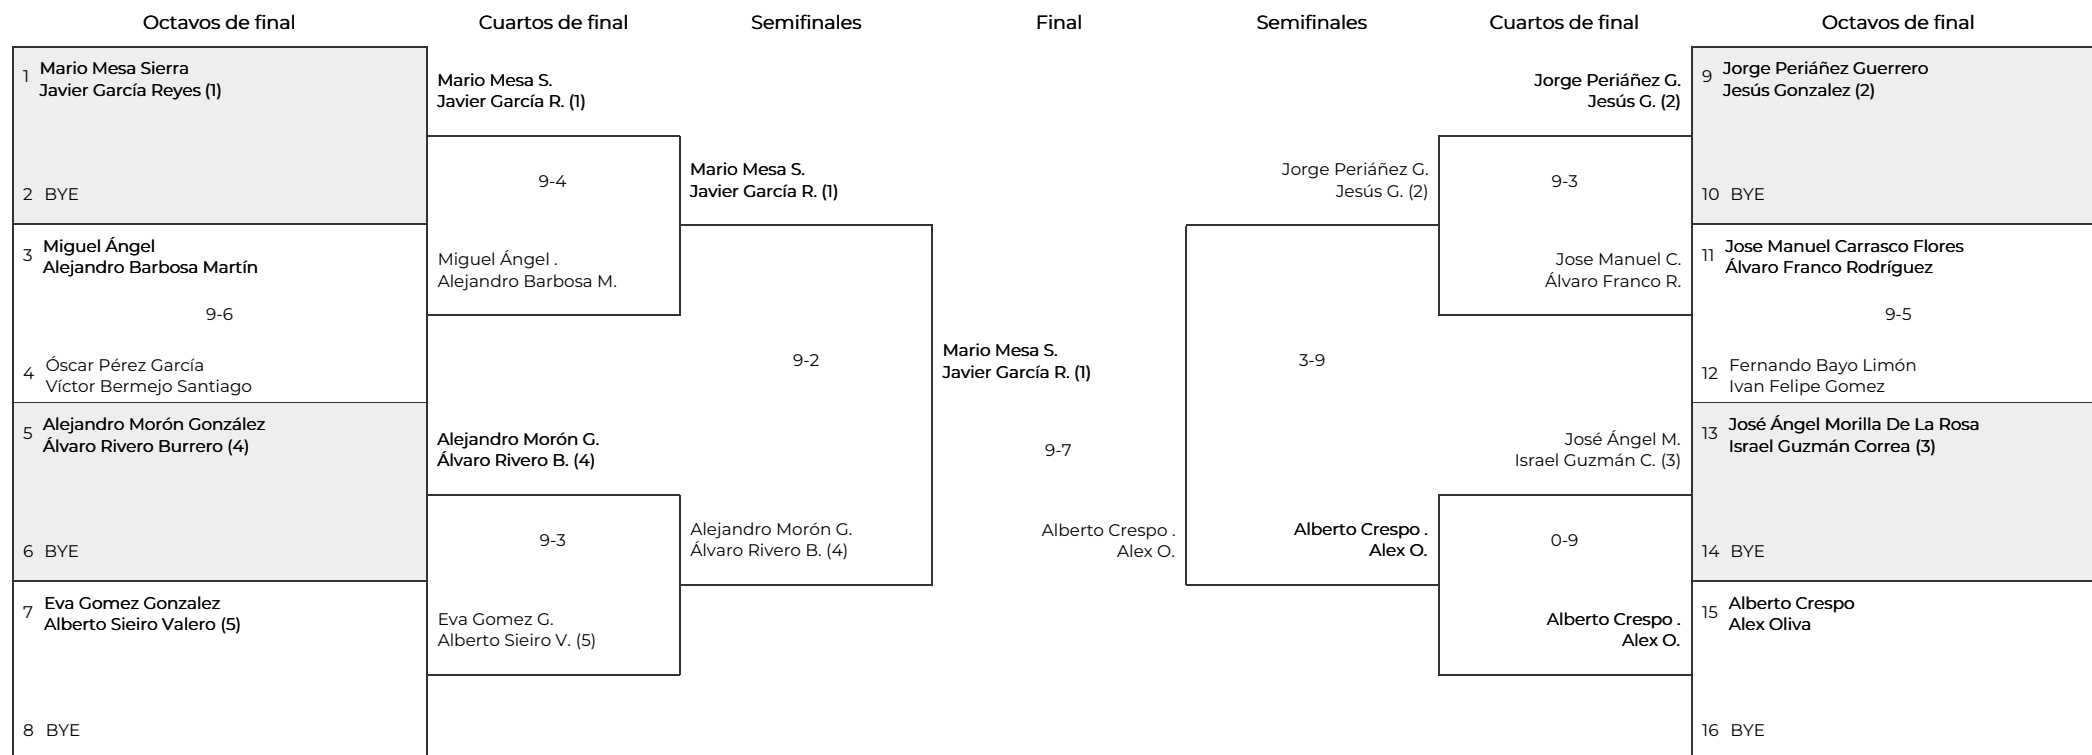 Octavos de final
Cuartos de final
Semifinales
Final
Semifinales
Cuartos de final
Octavos de final
1 Mario Mesa Sierra
Javier García Reyes (1)
2 BYE
3 Miguel Ángel
Alejandro Barbosa Martín
9-6
4 Óscar Pérez García
Víctor Bermejo Santiago
5 Alejandro Morón González
Álvaro Rivero Burrero (4)
6 BYE
7 Eva Gomez Gonzalez
Alberto Sieiro Valero (5)
8 BYE
Mario Mesa S.
Javier García R. (1)
9-4
Miguel Ángel .
Alejandro Barbosa M.
Alejandro Morón G.
Álvaro Rivero B. (4)
9-3
Eva Gomez G.
Alberto Sieiro V. (5)
Mario Mesa S.
Javier García R. (1)
9-2
Alejandro Morón G.
Álvaro Rivero B. (4)
Mario Mesa S.
Javier García R. (1)
9-7
Alberto Crespo .
Alex O.
Jorge Periáñez G.
Jesús G. (2)
3-9
Alberto Crespo .
Alex O.
Jorge Periáñez G.
Jesús G. (2)
9-3
Jose Manuel C.
Álvaro Franco R.
José Ángel M.
Israel Guzmán C. (3)
0-9
Alberto Crespo .
Alex O.
9 Jorge Periáñez Guerrero
Jesús Gonzalez (2)
10 BYE
11 Jose Manuel Carrasco Flores
Álvaro Franco Rodríguez
9-5
12 Fernando Bayo Limón
Ivan Felipe Gomez
13 José Ángel Morilla De La Rosa
Israel Guzmán Correa (3)
14 BYE
15 Alberto Crespo
Alex Oliva
16 BYE